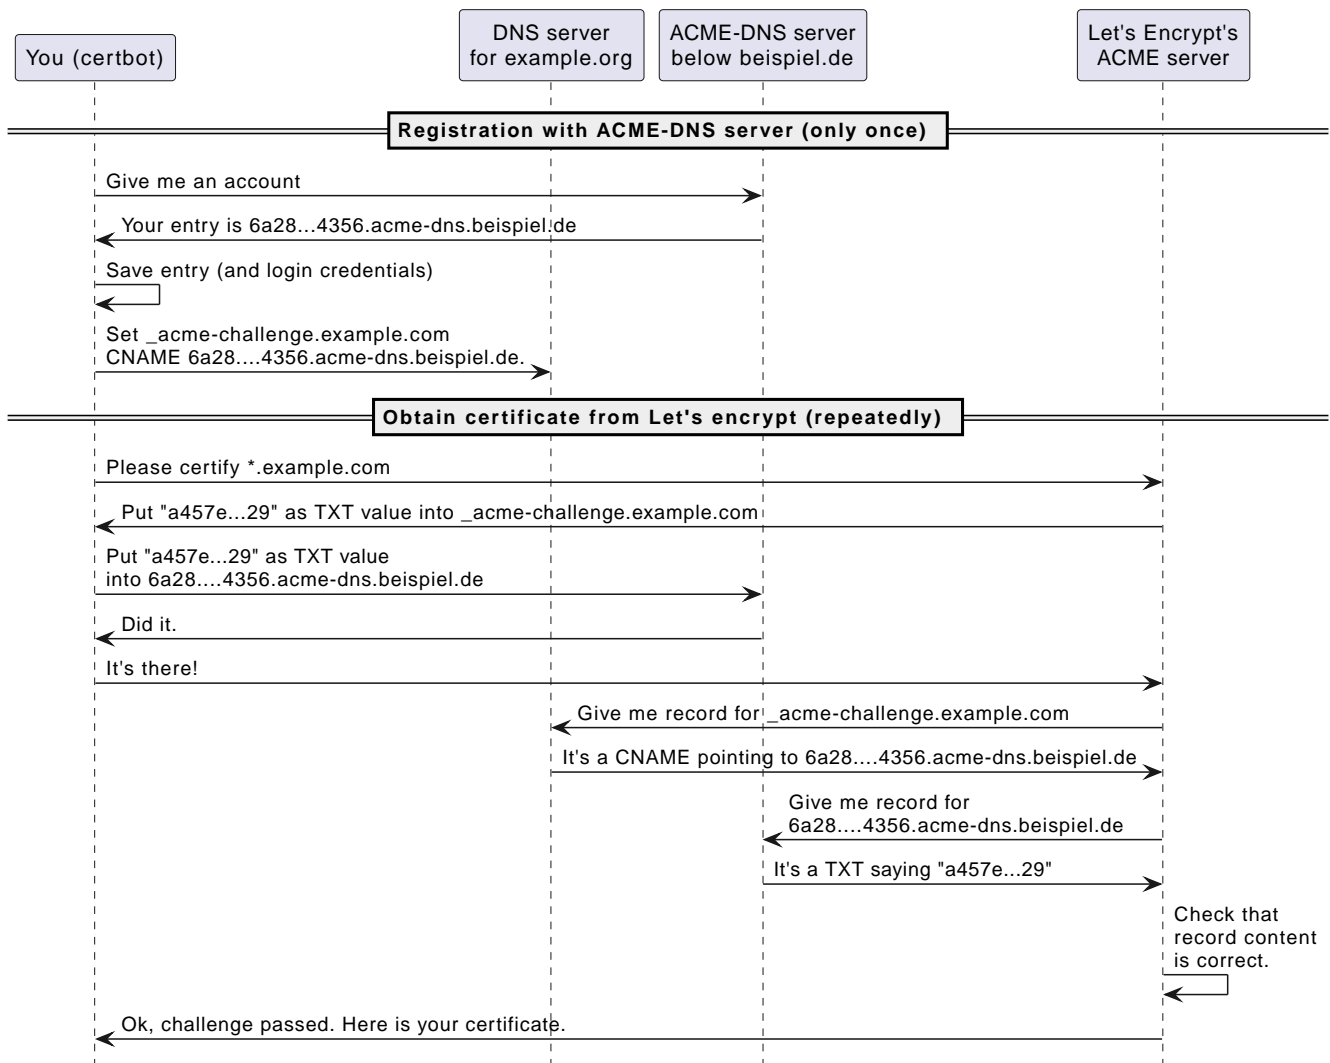 You (certbot)
DNS server
for example.org
ACME-DNS server
below beispiel.de
Let's Encrypt's
ACME server
Registration with ACME-DNS server (only once)
Give me an account
Your entry is 6a28...4356.acme-dns.beispiel.de
Save entry (and login credentials)
Set _acme-challenge.example.com
CNAME 6a28....4356.acme-dns.beispiel.de.
Obtain certificate from Let's encrypt (repeatedly)
Please certify *.example.com
Put "a457e...29" as TXT value into _acme-challenge.example.com
Put "a457e...29" as TXT value
into 6a28....4356.acme-dns.beispiel.de
Did it.
It's there!
Give me record for _acme-challenge.example.com
It's a CNAME pointing to 6a28....4356.acme-dns.beispiel.de
Give me record for
6a28....4356.acme-dns.beispiel.de
It's a TXT saying "a457e...29"
Check that
record content
is correct.
Ok, challenge passed. Here is your certificate.